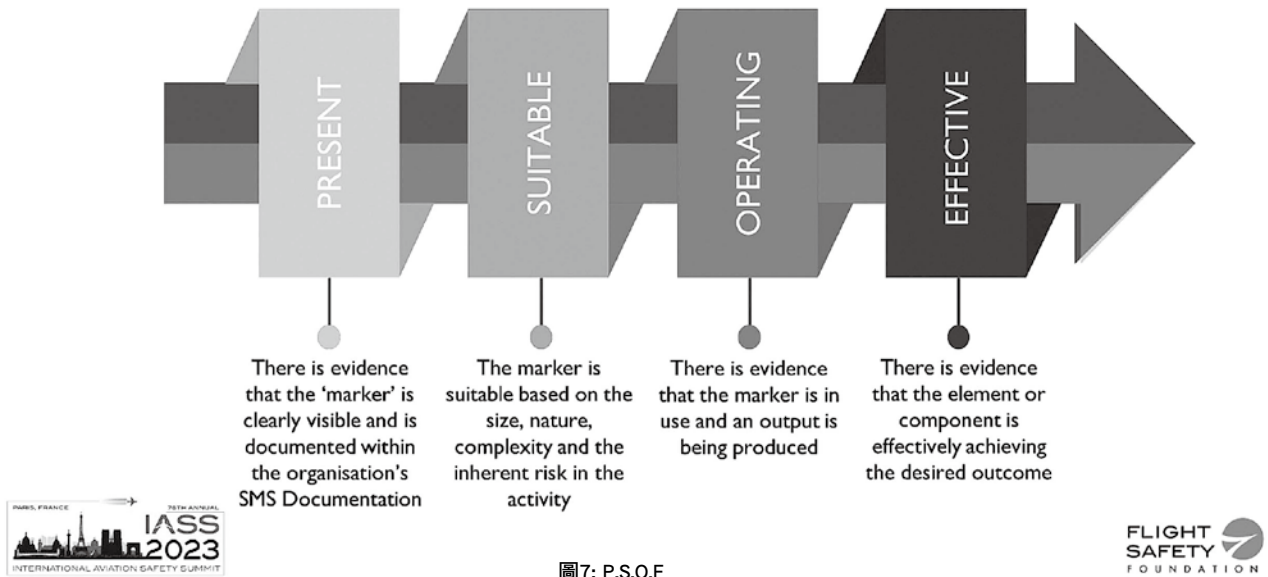 PRESENT
SUITABLE
OPERATING
EFFECTIVE
There is evidence
that the ‘marker’ is
clearly visible and is
documented within
the organisation’s
SMS Documentation
The marker is
suitable based on the
size, nature,
complexity and the
inherent risk in the
activity
There is evidence
that the marker is in
use and an output is
being produced
There is evidence
that the element or
component is
effectively achieving
the desired outcome
PARIS, FRANCE
76TH ANNUAL
IASS
2023
INTERNATIONAL AVIATION SAFETY SUMMIT
圖7: P.S.O.E
FLIGHT
SAFETY
FOUNDATION